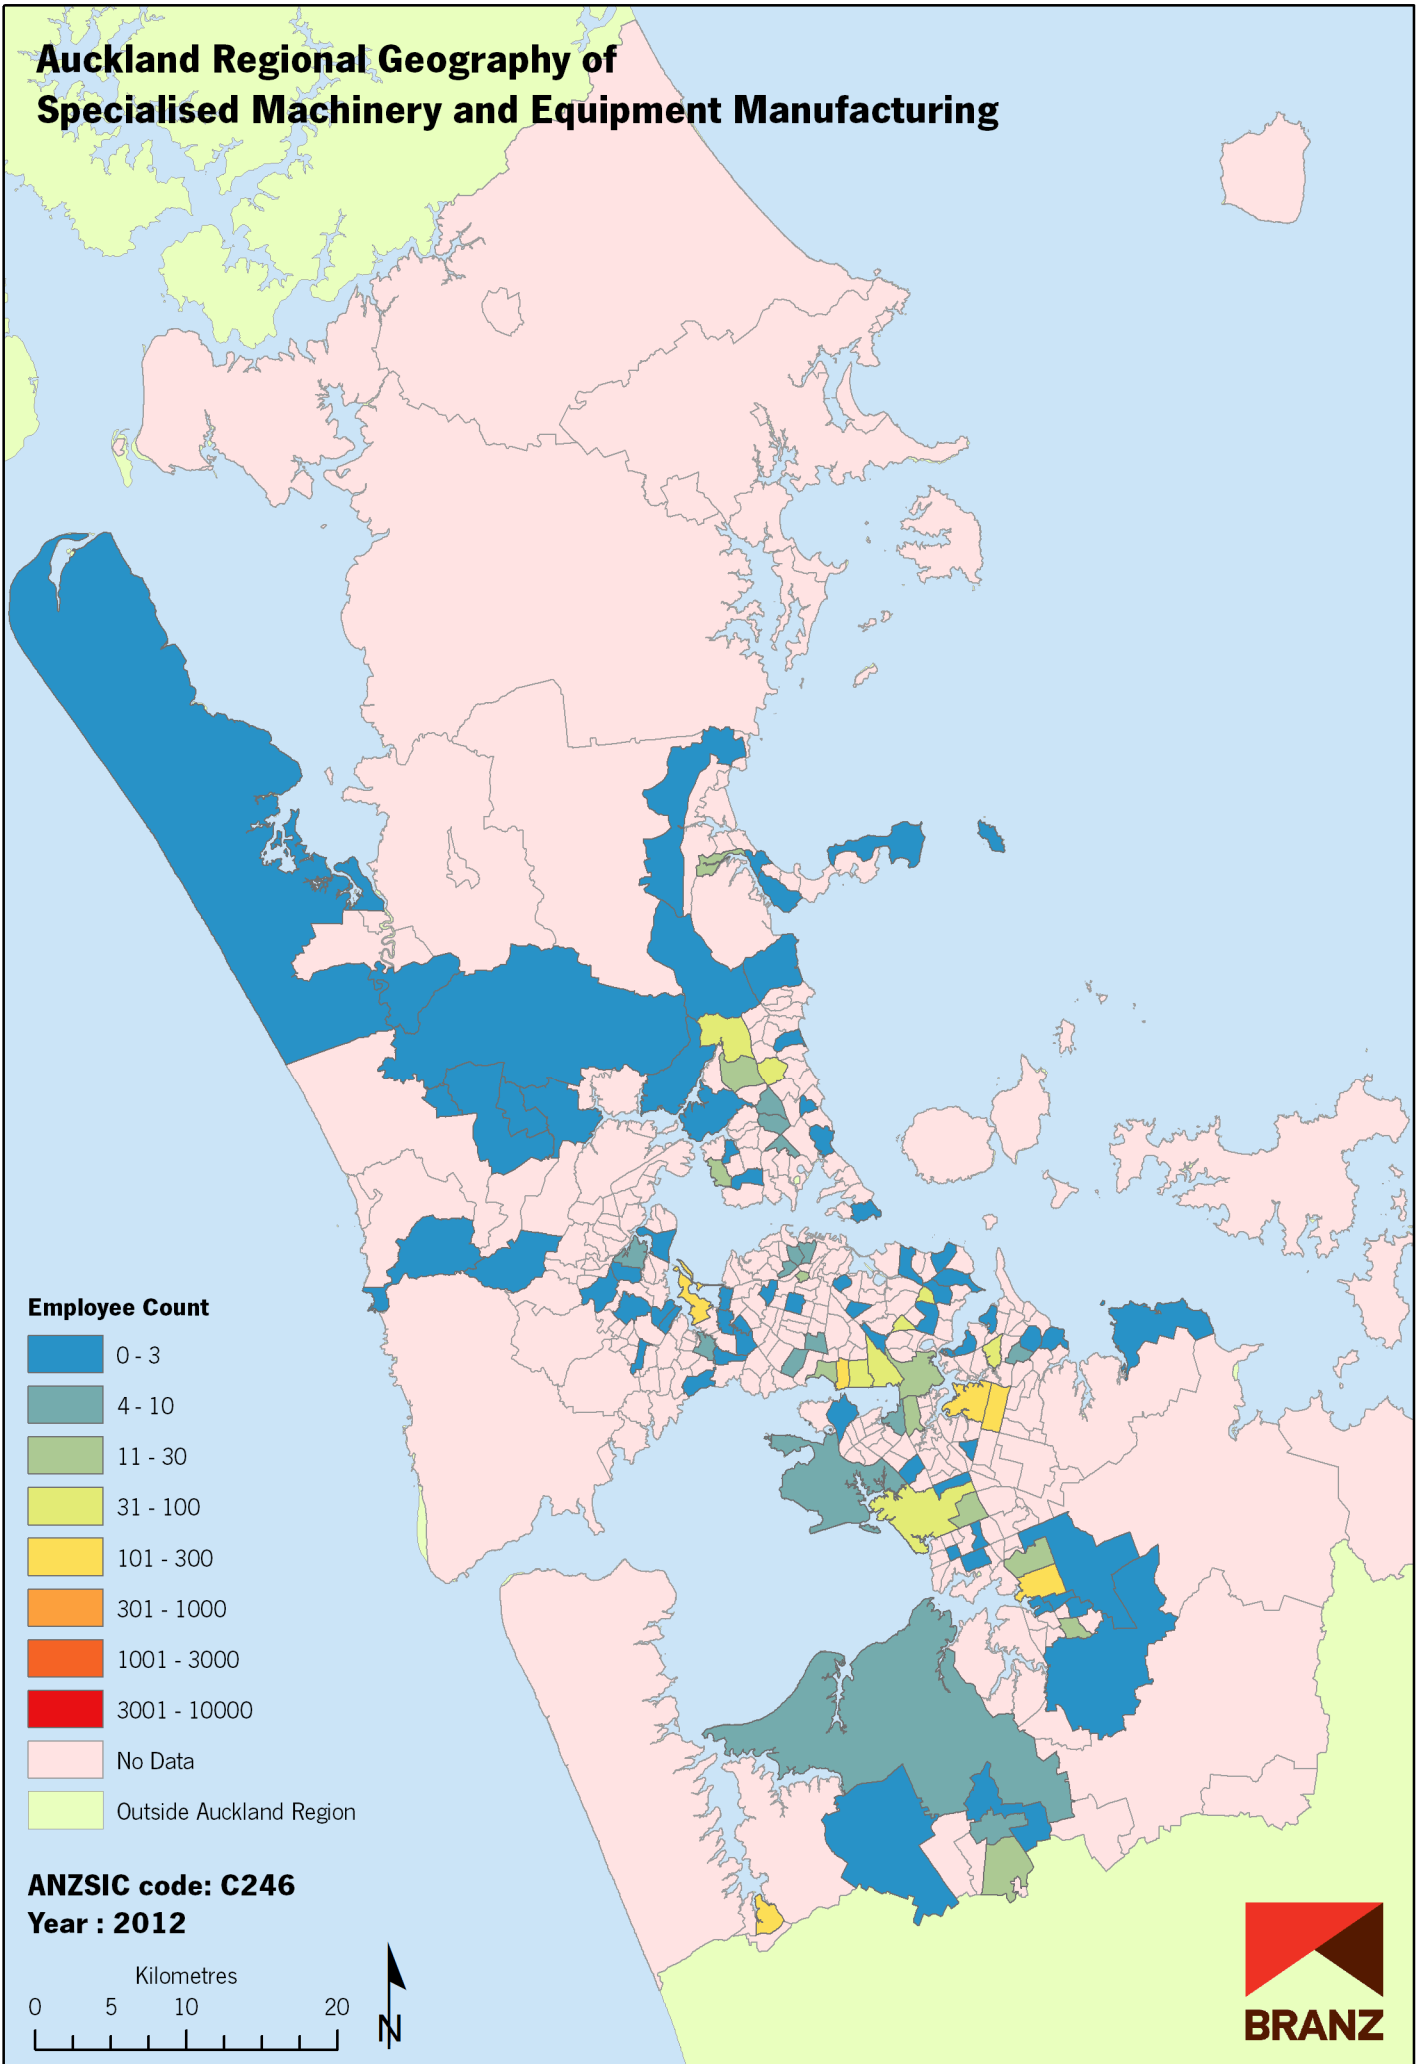 Auckland Regional Geography of
Specialised Machinery and Equipment Manufacturing
Employee Count
0 - 3
4 - 10
11 - 30
31 - 100
101 - 300
301 - 1000
1001 - 3000
3001 - 10000
No Data
Outside Auckland Region
ANZSIC code: C246
Year : 2012
Kilometres
0 5 10 20
N
BRANZ